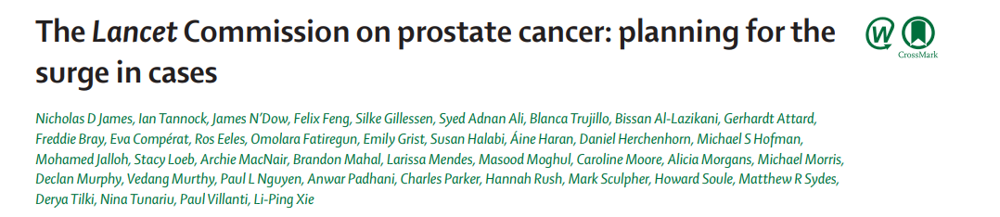 The Lancet Commission on prostate cancer: planning for the
surge in cases
W
CrossMark
Nicholas D James, Ian Tannock, James N’Dow, Felix Feng, Silke Gillessen, Syed Adnan Ali, Blanca Trujillo, Bissan Al-Lazikani, Gerhardt Attard,
Freddie Bray, Eva Compérat, Ros Eeles, Omolara Fatiregun, Emily Grist, Susan Halabi, Áine Haran, Daniel Herchenhorn, Michael S Hofman,
Mohamed Jalloh, Stacy Loeb, Archie MacNair, Brandon Mahal, Larissa Mendes, Masood Moghul, Caroline Moore, Alicia Morgans, Michael Morris,
Declan Murphy, Vedang Murthy, Paul L Nguyen, Anwar Padhani, Charles Parker, Hannah Rush, Mark Sculpher, Howard Soule, Matthew R Sydes,
Derya Tilki, Nina Tunariu, Paul Villanti, Li-Ping Xie